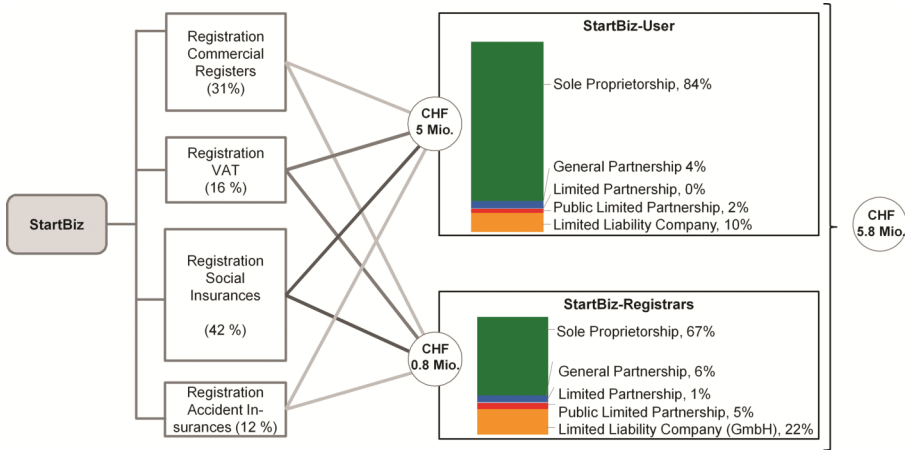 StartBiz
Registration
Commercial
Registers
(31%)
Registration
VAT
(16 %)
Registration
Social
Insurances
(42 %)
Registration
Accident In-
surances (12 %)
CHF
5 Mio.
CHF
0.8 Mio.
StartBiz-User
Sole Proprietorship, 84%
General Partnership 4%
Limited Partnership, 0%
Public Limited Partnership, 2%
Limited Liability Company, 10%
StartBiz-Registrars
Sole Proprietorship, 67%
General Partnership, 6%
Limited Partnership, 1%
Public Limited Partnership, 5%
Limited Liability Company (GmbH), 22%
CHF
5.8 Mio.